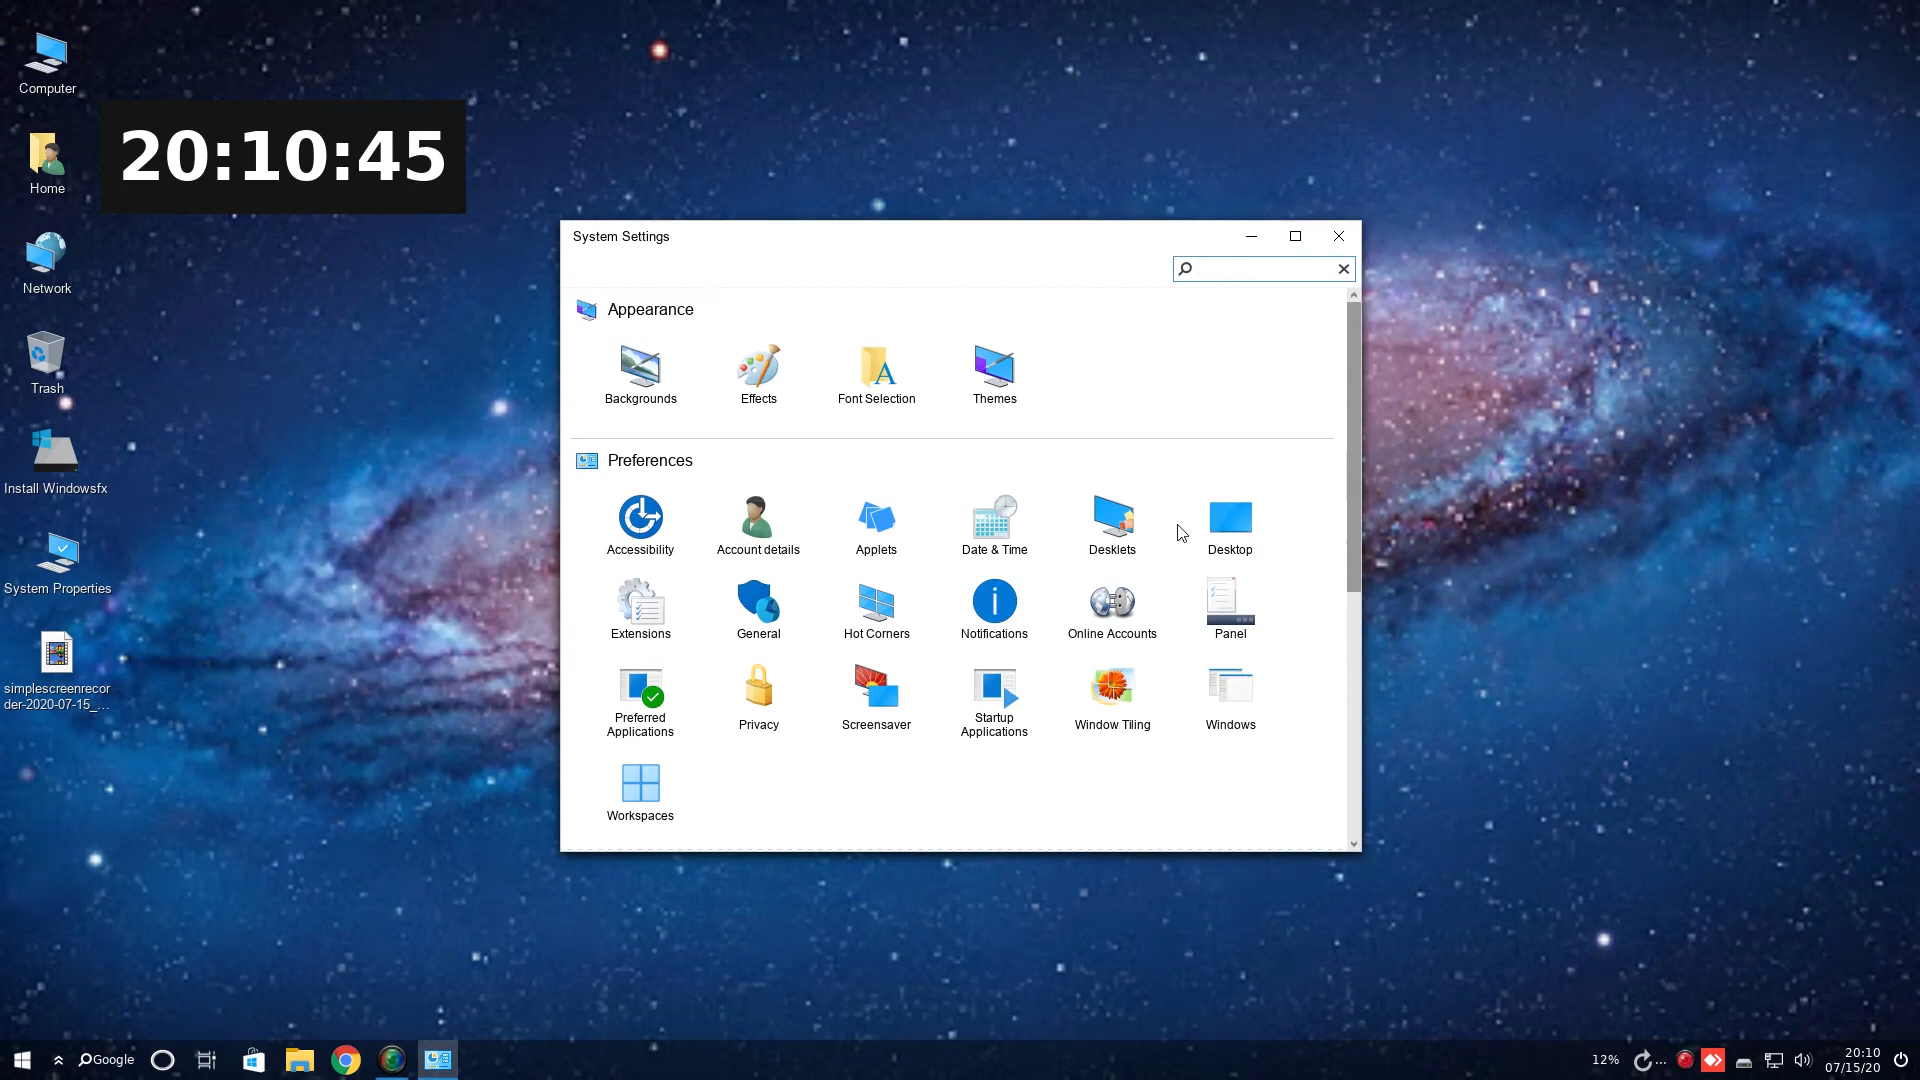 Computer
20:10:45
Home
Network
Trash
Install Windowsfx
System Properties
simplescreenrecor
der-2020-07-15_...
System Settings
Appearance
Backgrounds
Effects
Font Selection
Themes
Preferences
Accessibility
Account details
Applets
Date & Time
Desklets
Desktop
Extensions
General
Hot Corners
Notifications
Online Accounts
Panel
Preferred
Applications
Privacy
Screensaver
Startup
Applications
Window Tiling
Windows
Workspaces
Google
12%
...
20:10
07/15/20